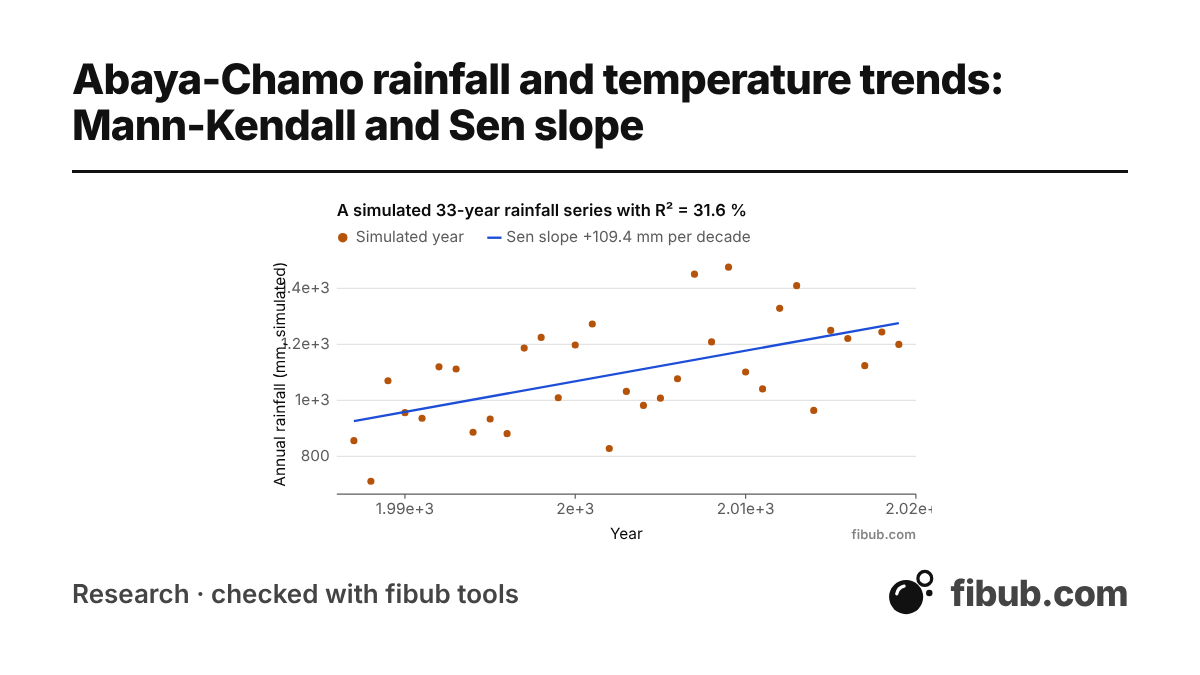 Abaya-Chamo rainfall and temperature trends:
Mann-Kendall and Sen slope
A simulated 33-year rainfall series with R² = 31.6 %
Simulated year
Sen slope +109.4 mm per decade
Annual rainfall (mm, simulated)
.4e+3
1.2e+3
1e+3
800
1.99e+3
2e+3
2.01e+3
2.02e+
Year
fibub.com
Research · checked with fibub tools
fibub.com